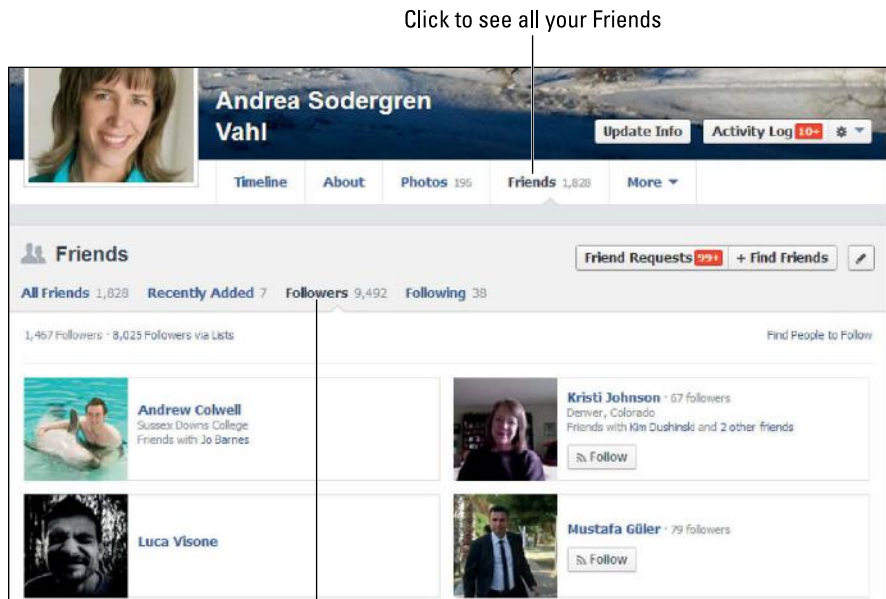 Click to see all your Friends
Andrea Sodergren
Vahl
Update Info
Activity Log 10+
Timeline About Photos 195 Friends 1,828 More
Friends
Friend Requests 99+ + Find Friends
All Friends 1,828 Recently Added 7 Followers 9,492 Following 38
1,467 Followers · 8,025 Followers via Lists
Find People to Follow
Andrew Colwell
Sussex Downs College
Friends with Jo Barnes
Kristi Johnson · 67 followers
Denver, Colorado
Friends with Kim Dushinski and 2 other friends
Follow
Luca Visone
Mustafa Güler · 79 followers
Follow